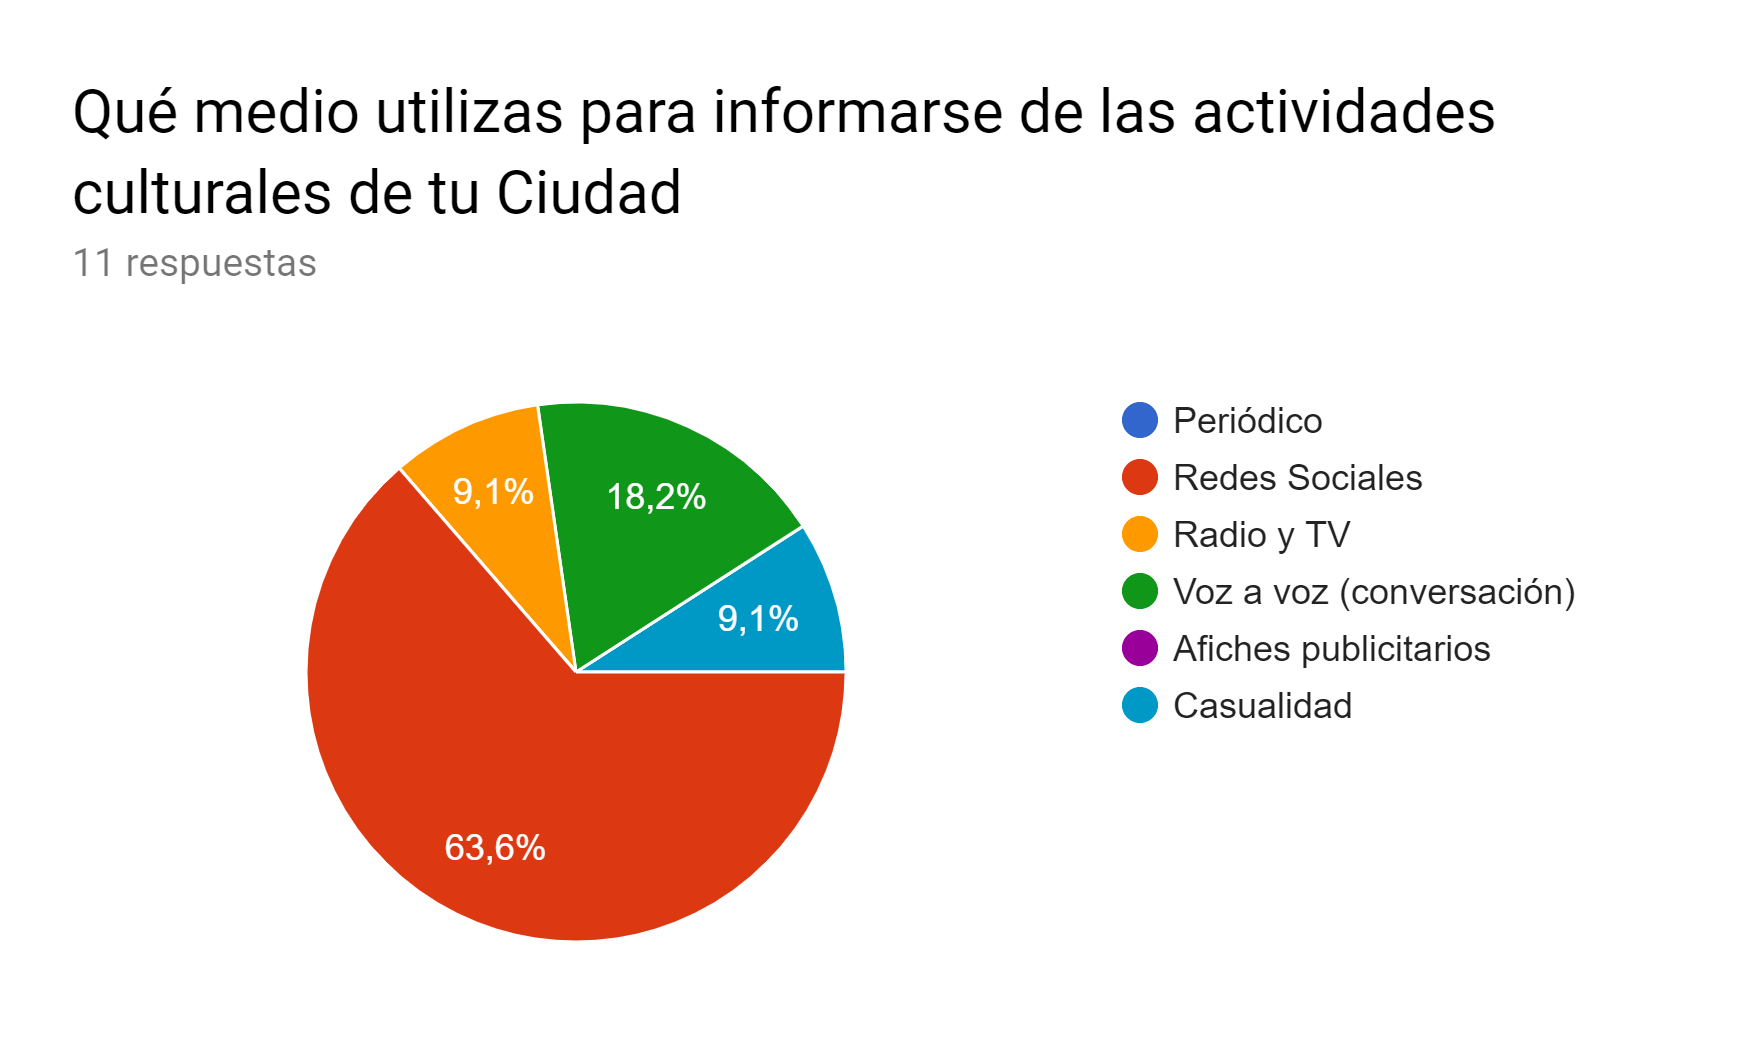 Qué medio utilizas para informarse de las actividades
culturales de tu Ciudad
11 respuestas
9,1%
18,2%
9,1%
63,6%
Periódico
Redes Sociales
Radio y TV
Voz a voz (conversación)
Afiches publicitarios
Casualidad